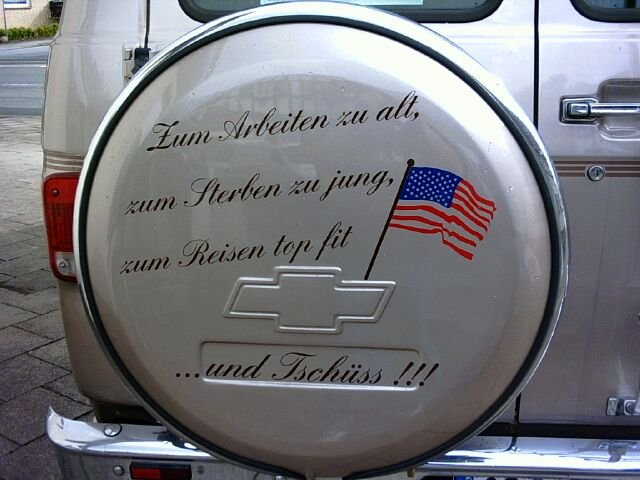 Zum Arbeiten zu alt,
zum Sterben zu jung,
zum Reisen top fit
...und Tschüss !!!